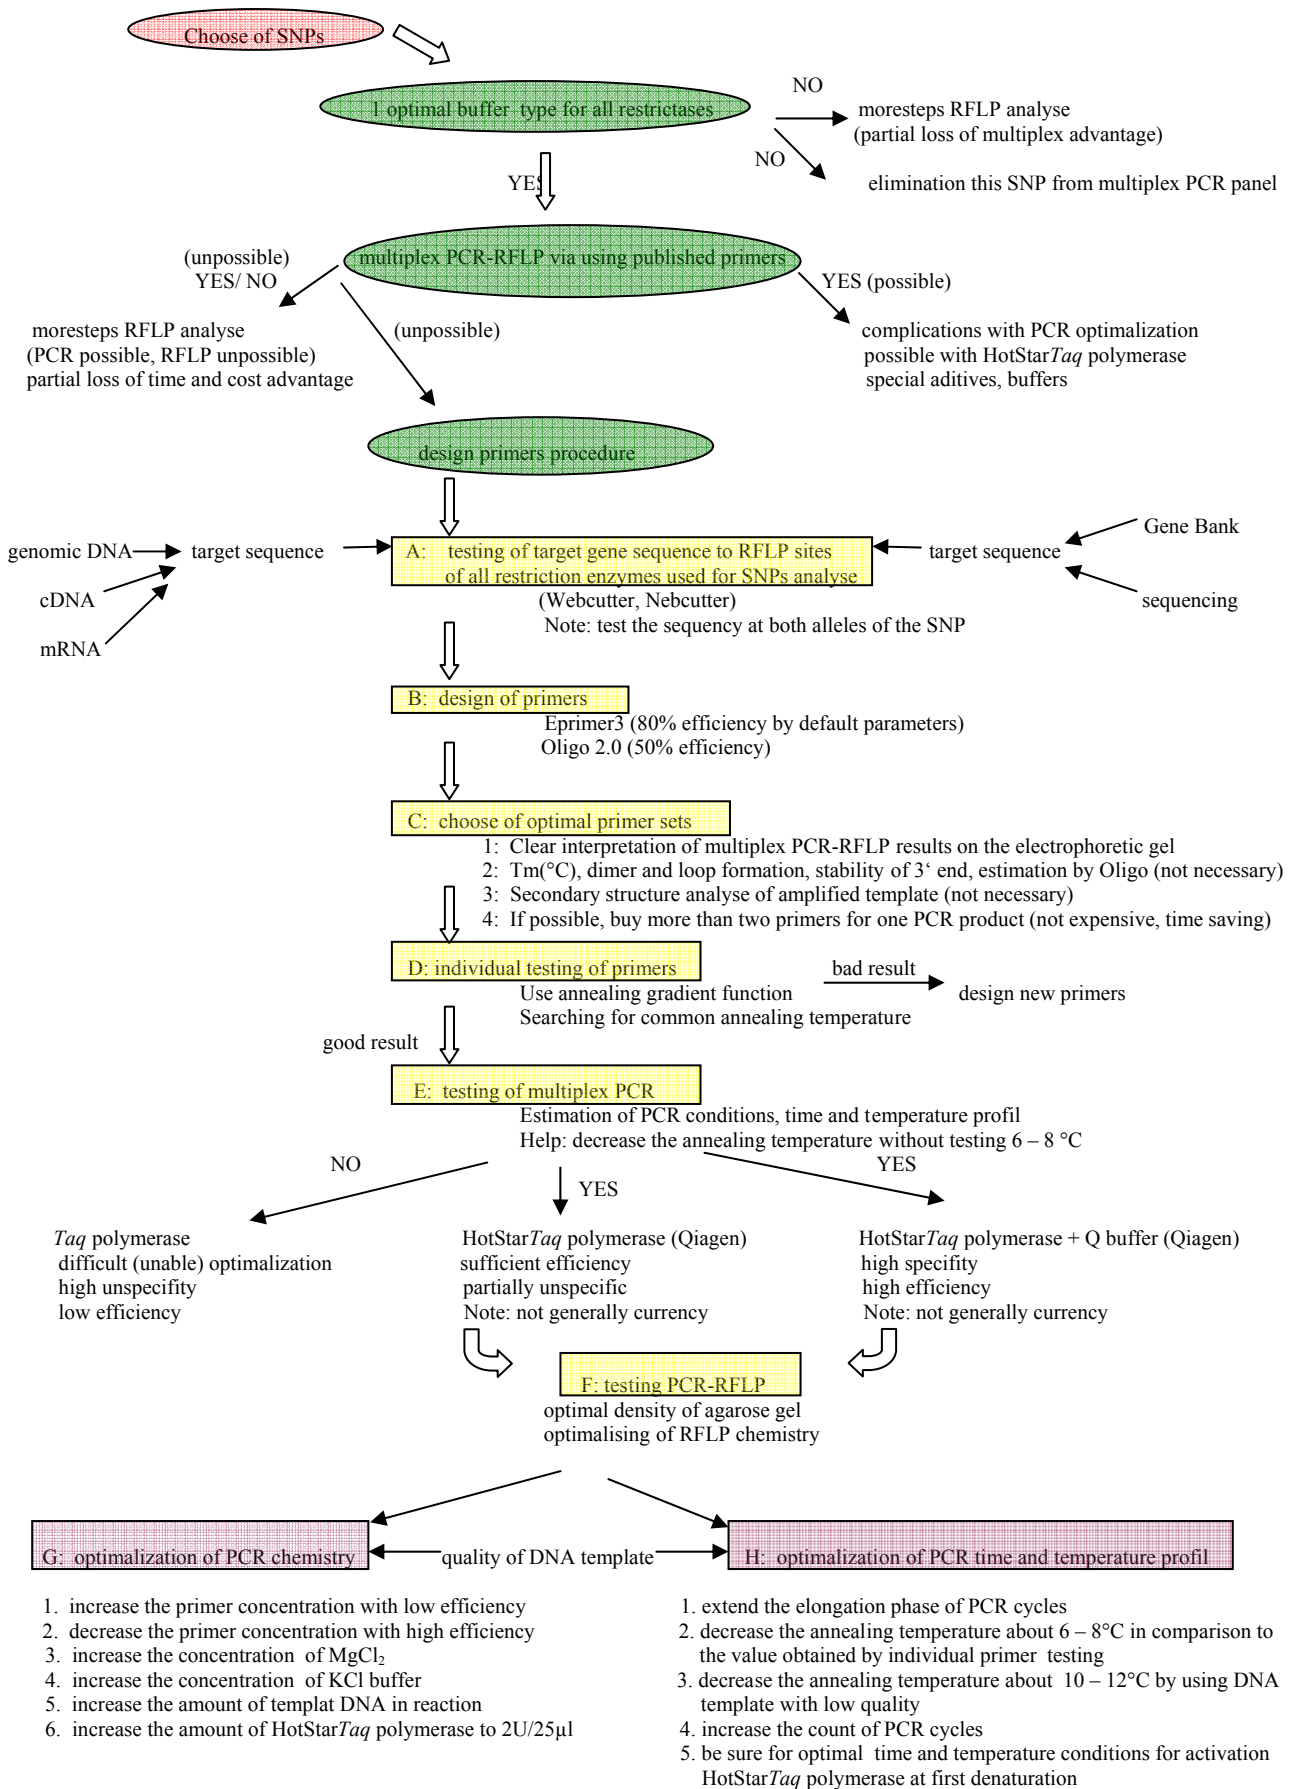 Choose of SNPs
1 optimal buffer type for all restrictases
NO
moresteps RFLP analyse
(partial loss of multiplex advantage)
NO
elimination this SNP from multiplex PCR panel
YES
multiplex PCR-RFLP via using published primers
(unpossible)
YES/ NO
YES (possible)
moresteps RFLP analyse
(PCR possible, RFLP unpossible)
partial loss of time and cost advantage
(unpossible)
complications with PCR optimalization
possible with HotStarTaq polymerase
special aditives, buffers
design primers procedure
genomic DNA
target sequence
cDNA
mRNA
A: testing of target gene sequence to RFLP sites
of all restriction enzymes used for SNPs analyse
(Webcutter, Nebcutter)
Note: test the sequency at both alleles of the SNP
target sequence
Gene Bank
sequencing
B: design of primers
Eprimer3 (80% efficiency by default parameters)
Oligo 2.0 (50% efficiency)
C: choose of optimal primer sets
1: Clear interpretation of multiplex PCR-RFLP results on the electrophoretic gel
2: Tm(°C), dimer and loop formation, stability of 3‘ end, estimation by Oligo (not necessary)
3: Secondary structure analyse of amplified template (not necessary)
4: If possible, buy more than two primers for one PCR product (not expensive, time saving)
D: individual testing of primers
Use annealing gradient function
Searching for common annealing temperature
bad result
design new primers
good result
E: testing of multiplex PCR
Estimation of PCR conditions, time and temperature profil
Help: decrease the annealing temperature without testing 6 – 8 °C
NO
YES
YES
Taq polymerase
difficult (unable) optimalization
high unspecifity
low efficiency
HotStarTaq polymerase (Qiagen)
sufficient efficiency
partially unspecific
Note: not generally currency
HotStarTaq polymerase + Q buffer (Qiagen)
high specifity
high efficiency
Note: not generally currency
F: testing PCR-RFLP
optimal density of agarose gel
optimalising of RFLP chemistry
G: optimalization of PCR chemistry
quality of DNA template
H: optimalization of PCR time and temperature profil
1. increase the primer concentration with low efficiency
2. decrease the primer concentration with high efficiency
3. increase the concentration of MgCl₂
4. increase the concentration of KCl buffer
5. increase the amount of templat DNA in reaction
6. increase the amount of HotStarTaq polymerase to 2U/25µl
1. extend the elongation phase of PCR cycles
2. decrease the annealing temperature about 6 – 8°C in comparison to
the value obtained by individual primer testing
3. decrease the annealing temperature about 10 – 12°C by using DNA
template with low quality
4. increase the count of PCR cycles
5. be sure for optimal time and temperature conditions for activation
HotStarTaq polymerase at first denaturation